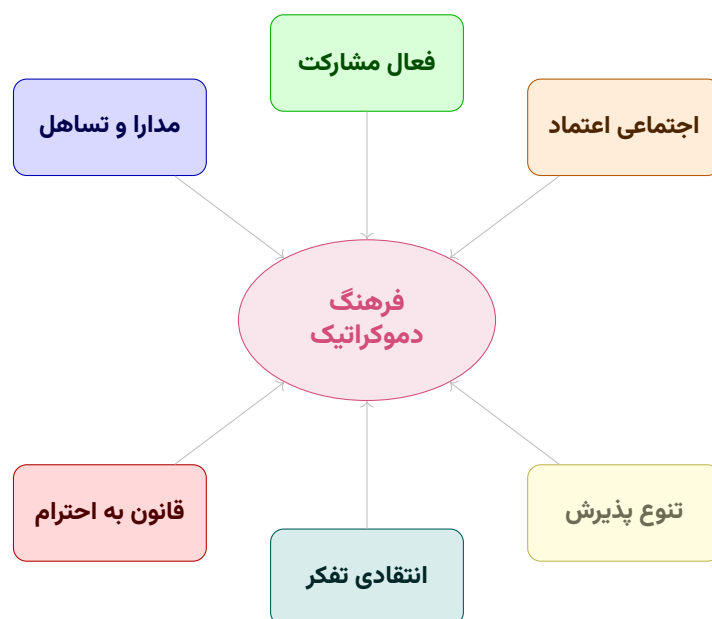 فعال مشارکت
اجتماعی اعتماد
مدارا و تساهل
فرهنگ
دموکراتیک
تنوع پذیرش
قانون به احترام
انتقادی تفکر